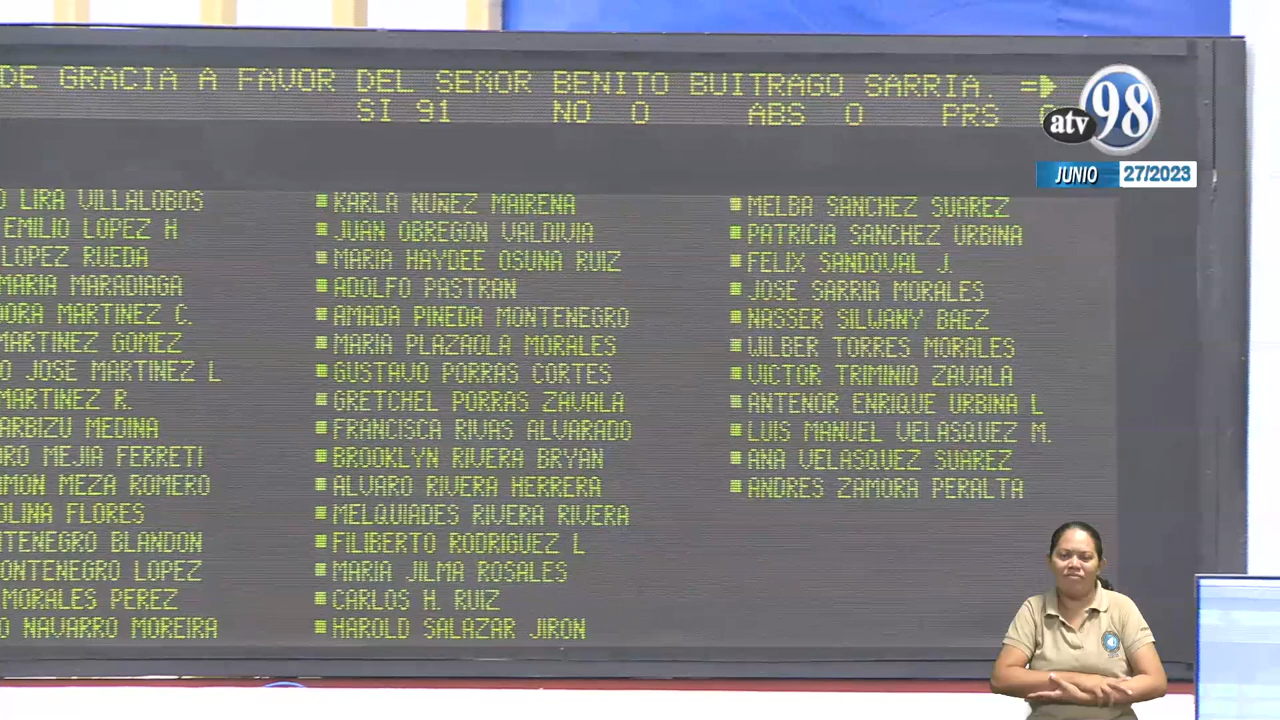 DE GRACIA A FAVOR DEL SEÑOR BENITO BUITRAGO SARRIA. =
SI 91 NO 0 ABS 0 PRS
atv 98
JUNIO 27/2023
O LIRA VILLALOBOS
EMILIO LOPEZ H
LOPEZ RUEDA
MARIA MARADIAGA
DORA MARTINEZ C.
MARTINEZ GOMEZ
O JOSE MARTINEZ L
MARTINEZ R.
ARBIZU MEDINA
DRO MEJIA FERRETI
AMON MEZA ROMERO
OLINA FLORES
NTENEGRO BLANDON
ONTENEGRO LOPEZ
MORALES PEREZ
O NAVARRO MOREIRA
KARLA NUÑEZ MAIRENA
JUAN OBREGON VALDIVIA
MARIA HAYDEE OSUNA RUIZ
ADOLFO PASTRAN
AMADA PINEDA MONTENEGRO
MARIA PLAZAOLA MORALES
GUSTAVO PORRAS CORTES
GRETCHEL PORRAS ZAVALA
FRANCISCA RIVAS ALVARADO
BROOKLYN RIVERA BRYAN
ALVARO RIVERA HERRERA
MELQUIADES RIVERA RIVERA
FILIBERTO RODRIGUEZ L
MARIA JILMA ROSALES
CARLOS H. RUIZ
HAROLD SALAZAR JIRON
MELBA SANCHEZ SUAREZ
PATRICIA SANCHEZ URBINA
FELIX SANDOVAL J.
JOSE SARRIA MORALES
NASSER SILWANY BAEZ
WILBER TORRES MORALES
VICTOR TRIMINIO ZAVALA
ANTENOR ENRIQUE URBINA L
LUIS MANUEL VELASQUEZ M.
ANA VELASQUEZ SUAREZ
ANDRES ZAMORA PERALTA